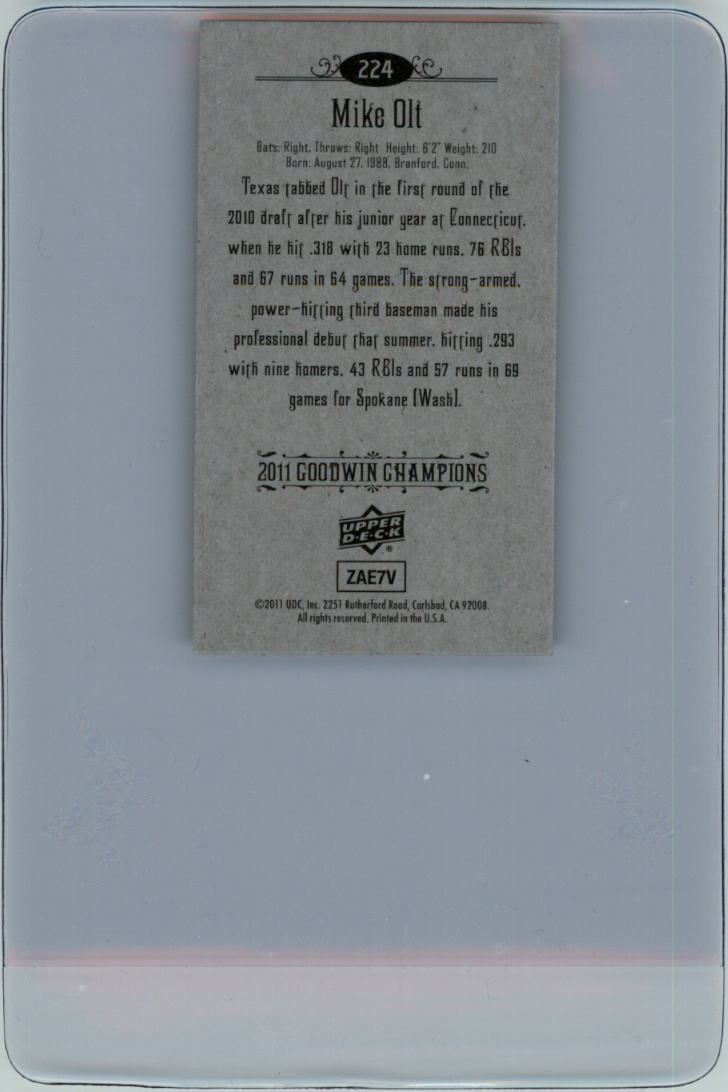 224
Mike Olt
Bats: Right, Throws: Right Height: 6'2" Weight: 210
Born: August 27, 1988, Branford, Conn.
Texas tabbed Olt in the first round of the
2010 draft after his junior year at Connecticut,
when he hit .318 with 23 home runs, 76 RBIs
and 67 runs in 64 games. The strong-armed,
power-hitting third baseman made his
professional debut that summer, hitting .293
with nine homers, 43 RBIs and 57 runs in 69
games for Spokane (Wash).
2011 GOODWIN CHAMPIONS
UPPER
D·E·C·K
®
ZAE7V
©2011 UDC, Inc. 2251 Rutherford Road, Carlsbad, CA 92008.
All rights reserved. Printed in the U.S.A.